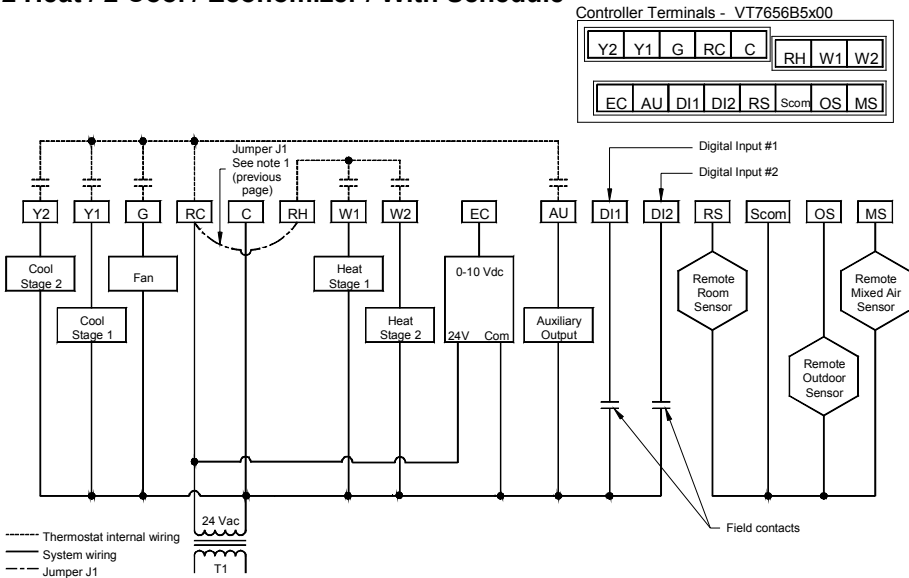 2 Heat / 2 Cool / Economizer / With Schedule
Controller Terminals - VT7656B5x00
Y2 Y1 G RC C
RH W1 W2
EC AU DI1 DI2 RS Scom OS MS
Jumper J1
See note 1
(previous
page)
Digital Input #1
Digital Input #2
Y2 Y1 G RC C RH W1 W2 EC AU DI1 DI2 RS Scom OS MS
Cool
Stage 2
Fan
Heat
Stage 1
0-10 Vdc
Remote
Room
Sensor
Remote
Mixed Air
Sensor
Cool
Stage 1
Heat
Stage 2
24V Com
Auxiliary
Output
Remote
Outdoor
Sensor
24 Vac
T1
Field contacts
Thermostat internal wiring
System wiring
Jumper J1